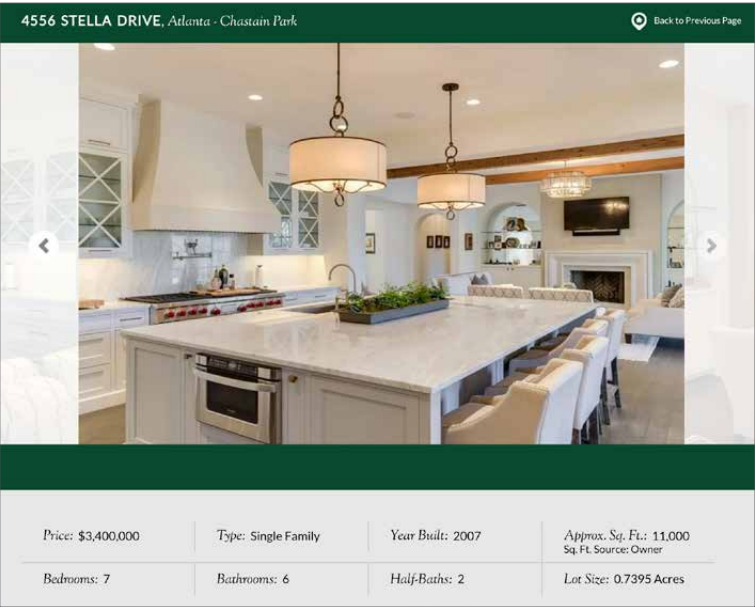 4556 STELLA DRIVE, Atlanta - Chastain Park
Back to Previous Page
Price: $3,400,000
Type: Single Family
Year Built: 2007
Approx. Sq. Ft.: 11,000
Sq. Ft. Source: Owner
Bedrooms: 7
Bathrooms: 6
Half-Baths: 2
Lot Size: 0.7395 Acres